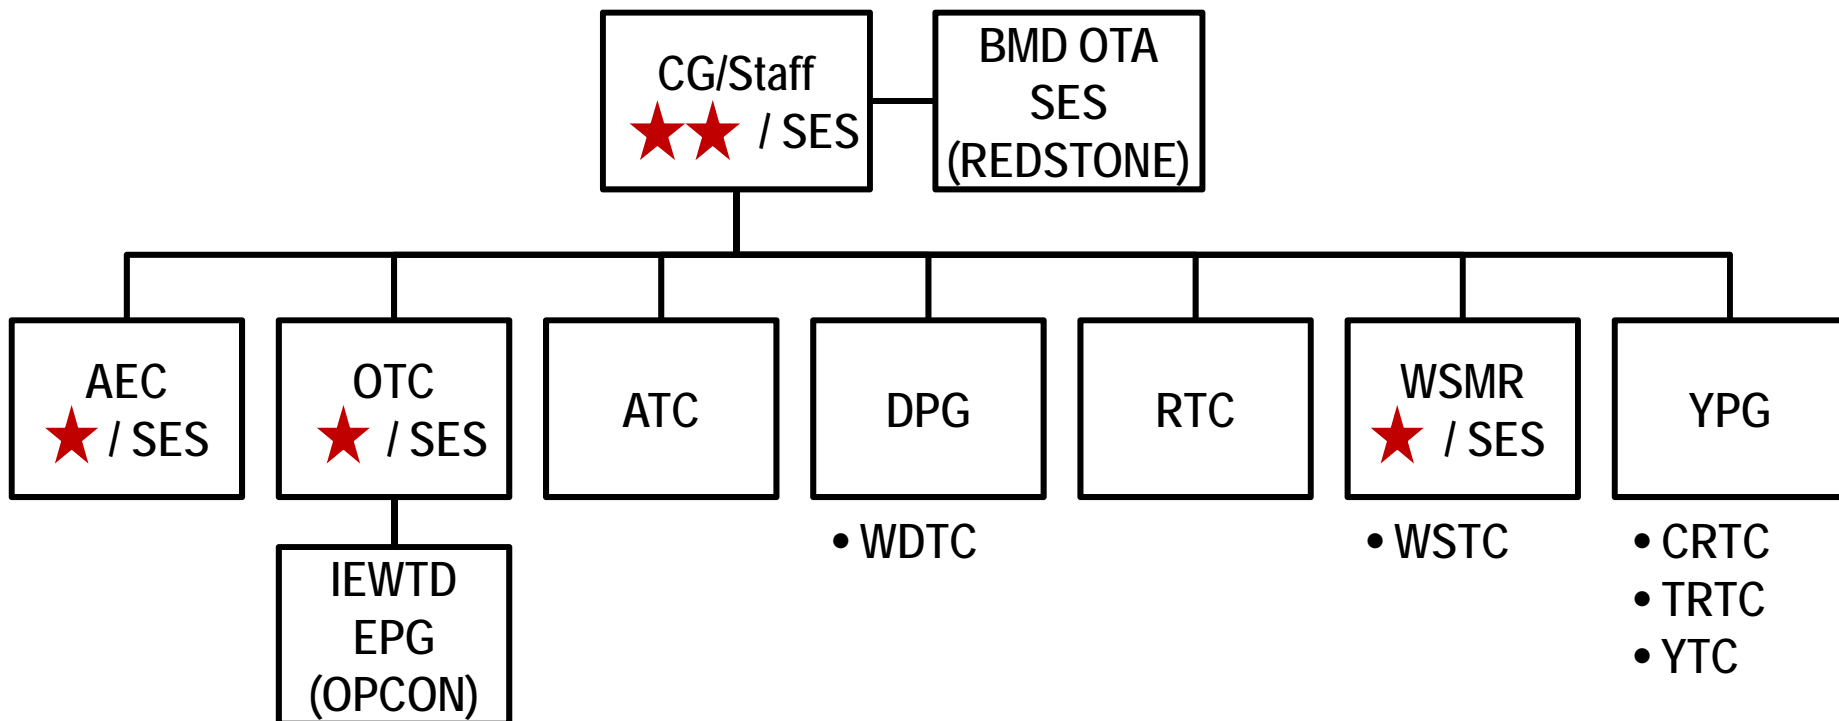 CG/Staff
/ SES
BMD OTA
SES
(REDSTONE)
AEC
/ SES
OTC
/ SES
ATC
DPG
RTC
WSMR
/ SES
YPG
IEWTD
EPG
(OPCON)
• WDTC
• WSTC
• CRTC
• TRTC
• YTC